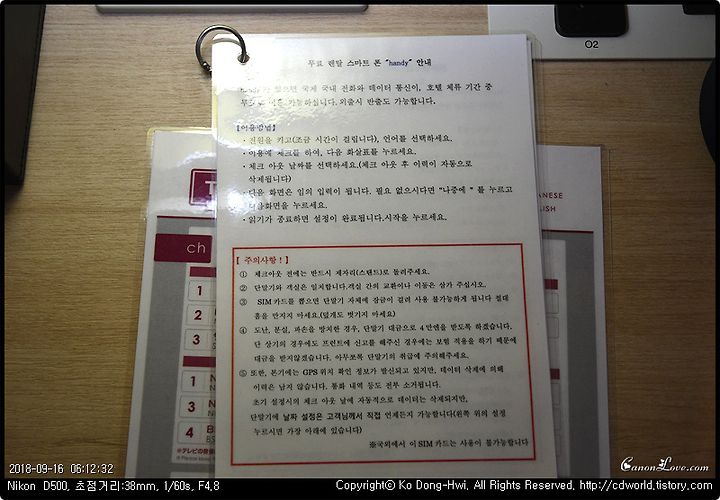 무료 렌탈 스마트 폰 "handy" 안내
있으면 국제 국내 전화와 데이터 통신이, 호텔 체류 기간 중
가능하십니다. 외출시 반출도 가능합니다.
【이용방법】
· 전원을 키고(조금 시간이 걸립니다), 언어를 선택하세요.
· 이용에 체크를 하여, 다음 화살표를 누르세요.
· 체크 아웃 날짜를 선택하세요.(체크 아웃 후 이력이 자동으로
삭제됩니다)
· 다음 화면은 임의 입력이 됩니다. 필요 없으시다면 "나중에 " 를 누르고
다음화면을 누르세요.
· 읽기가 종료하면 설정이 완료됩니다.시작을 누르세요.
【 주의사항 ! 】
① 체크아웃 전에는 반드시 제자리(스탠드)로 돌려주세요.
② 단말기와 객실은 일치합니다.객실 간의 교환이나 이동은 삼가 주십시오.
③ SIM 카드를 뽑으면 단말기 자체에 잠금이 걸려 사용 불가능하게 됩니다 절대
흠을 만지지 마세요.(덮개도 벗기지 마세요)
④ 도난, 분실, 파손을 방치한 경우, 단말기 대금으로 4 만엔을 받도록 하겠습니다.
단 상기의 경우에도 프런트에 신고를 해주신 경우에는 보험 적용을 하기 때문에
대금을 받지않겠습니다. 아무쪼록 단말기의 취급에 주의해주세요.
⑤ 또한, 본기에는 GPS 위치 확인 정보가 발신되고 있지만, 데이터 삭제에 의해
이력은 남지 않습니다. 통화 내역 등도 전부 소거됩니다.
초기 설정시의 체크 아웃 날에 자동적으로 데이터는 삭제되지만,
단말기에 날짜 설정은 고객님께서 직접 언제든지 가능합니다(왼쪽 위의 설정
누르시면 가장 아래에 있습니다)
※국외에서 이 SIM 카드는 사용이 불가능합니다
O2
T
ch
1
2
3
1
3
4
BS
※テレビの
JAPANESE
ENGLISH
2018-09-16 06:12:32
CanonLove.com
Nikon D500, 초점거리:38mm, 1/60s, F4.8
Copyright© Ko Dong-Hwi, All Rights Reserved. http://cdworld.tistory.com/